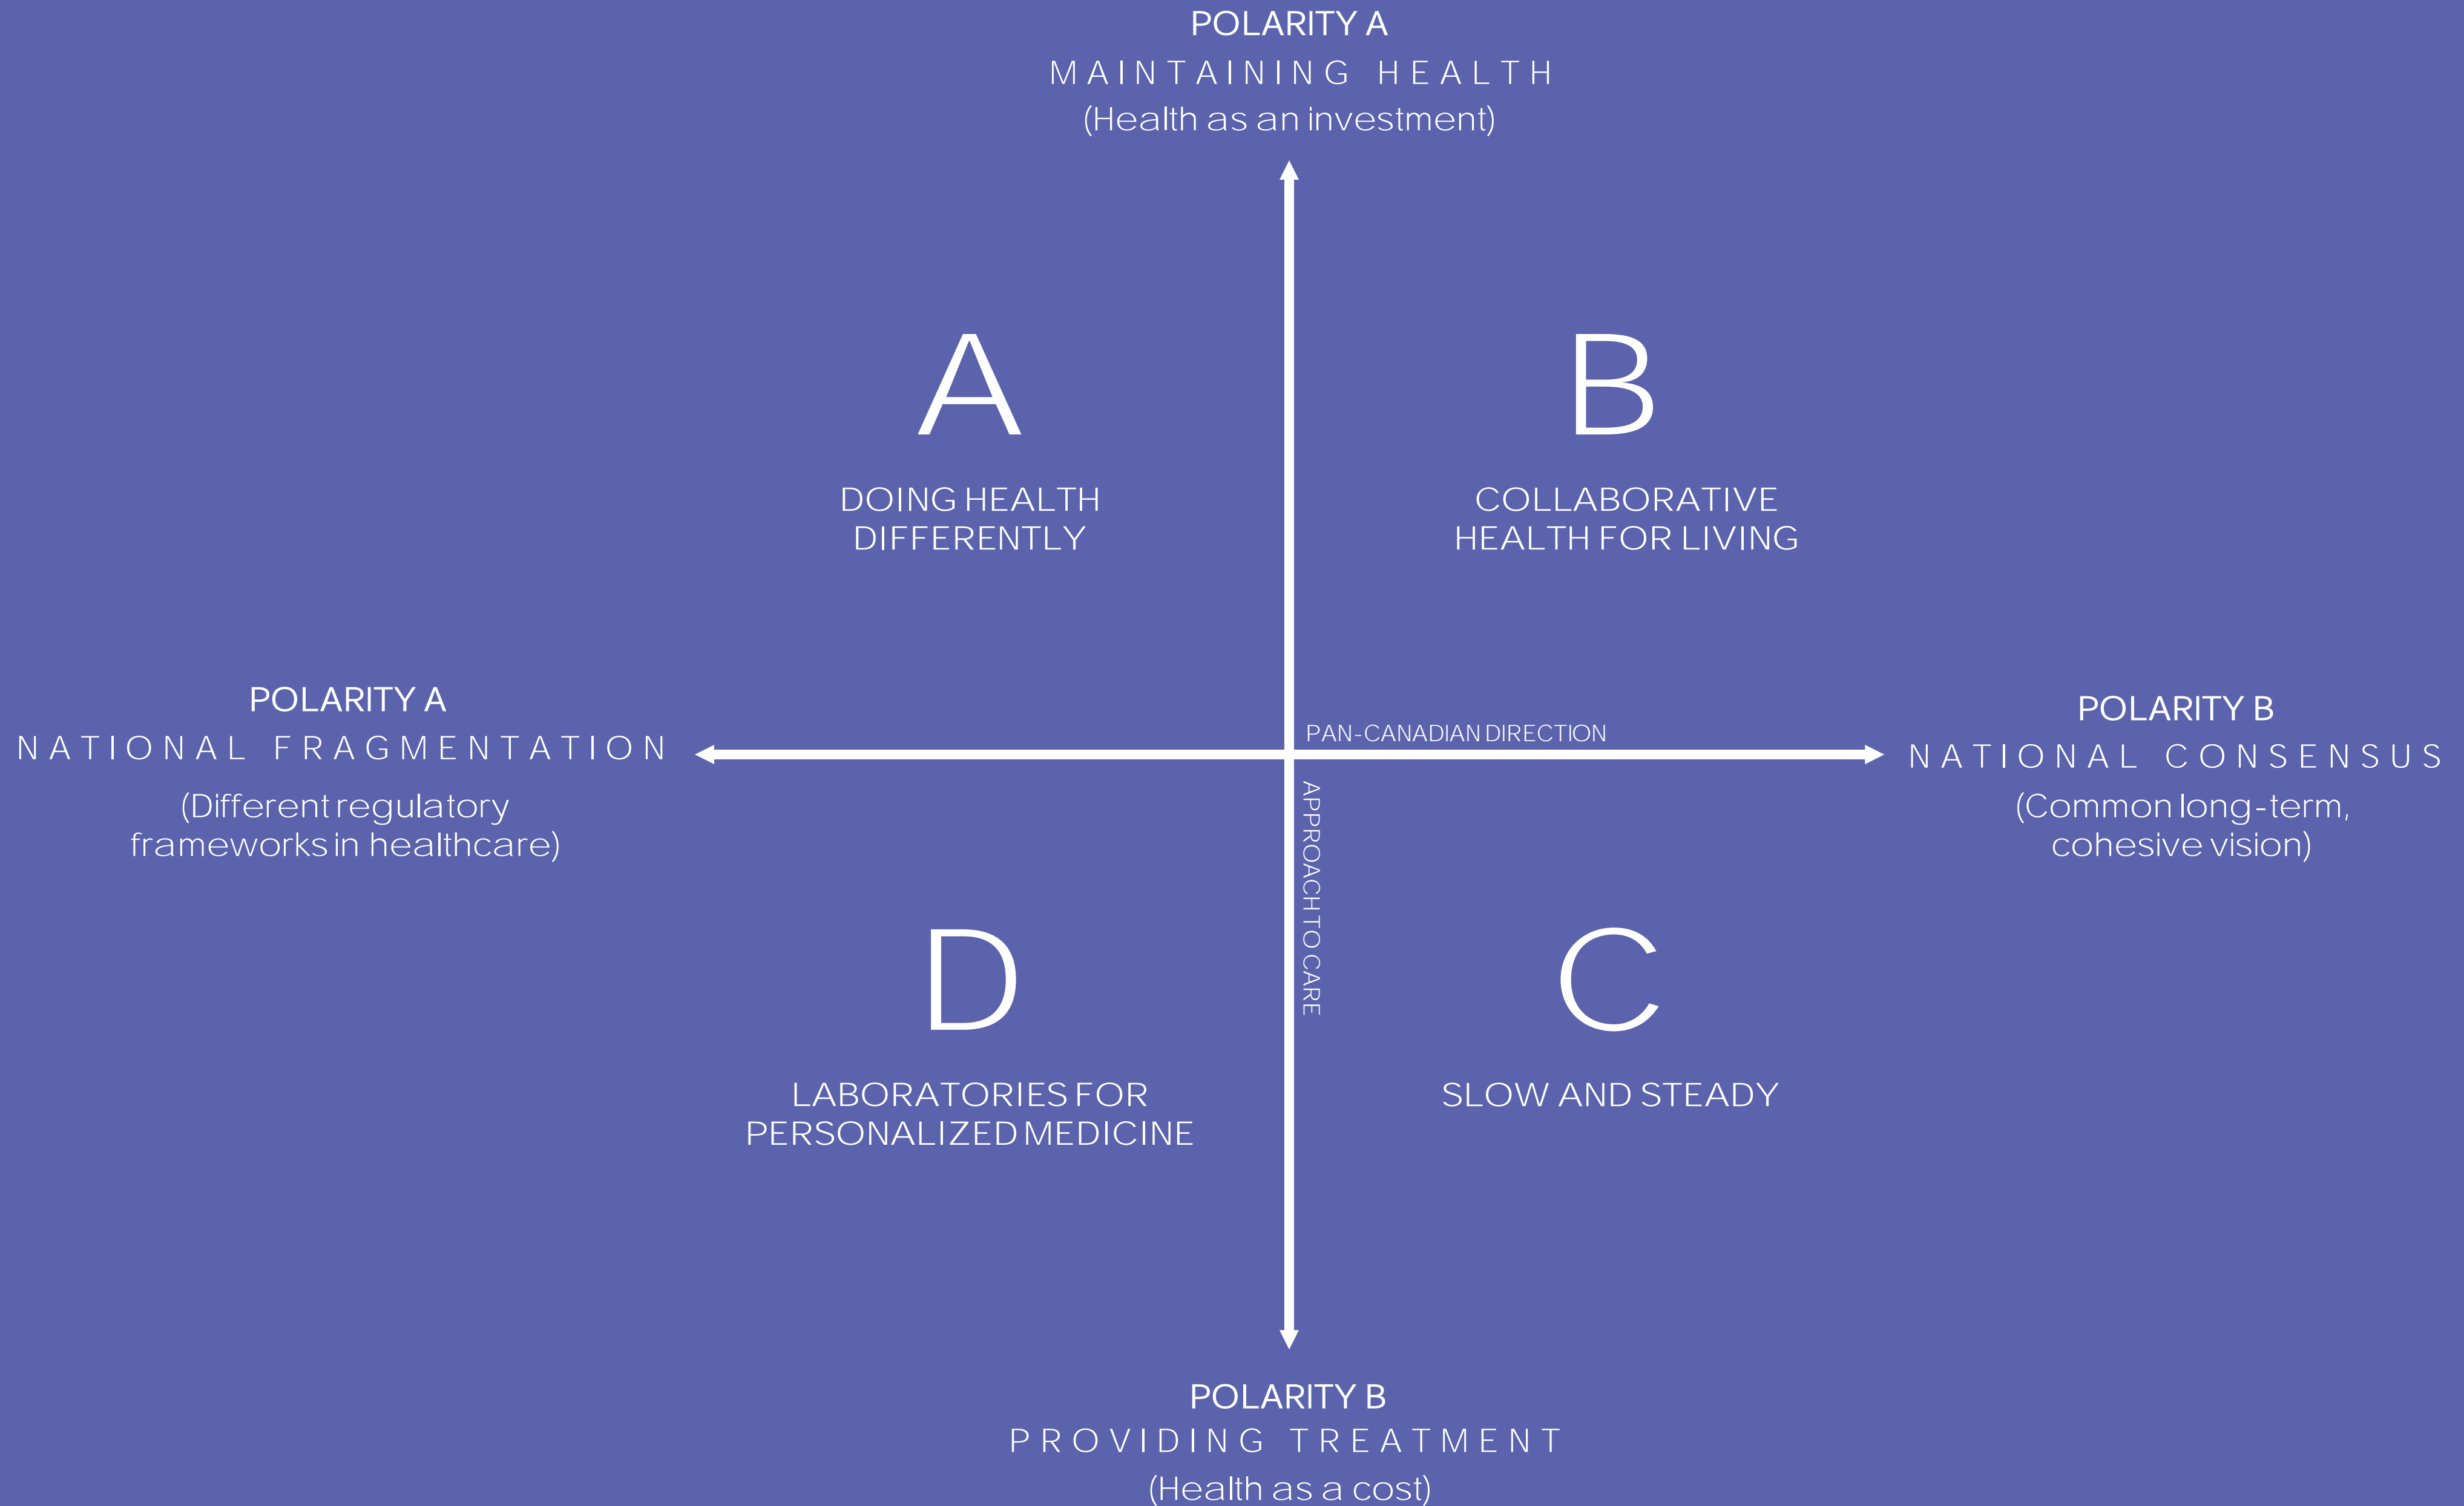 POLARITY A
MAINTAINING HEALTH
(Health as an investment)
A
DOING HEALTH
DIFFERENTLY
B
COLLABORATIVE
HEALTH FOR LIVING
POLARITY A
NATIONAL FRAGMENTATION
(Different regulatory
frameworks in healthcare)
PAN-CANADIAN DIRECTION
APPROACH TO CARE
POLARITY B
NATIONAL CONSENSUS
(Common long-term,
cohesive vision)
D
LABORATORIES FOR
PERSONALIZED MEDICINE
C
SLOW AND STEADY
POLARITY B
PROVIDING TREATMENT
(Health as a cost)